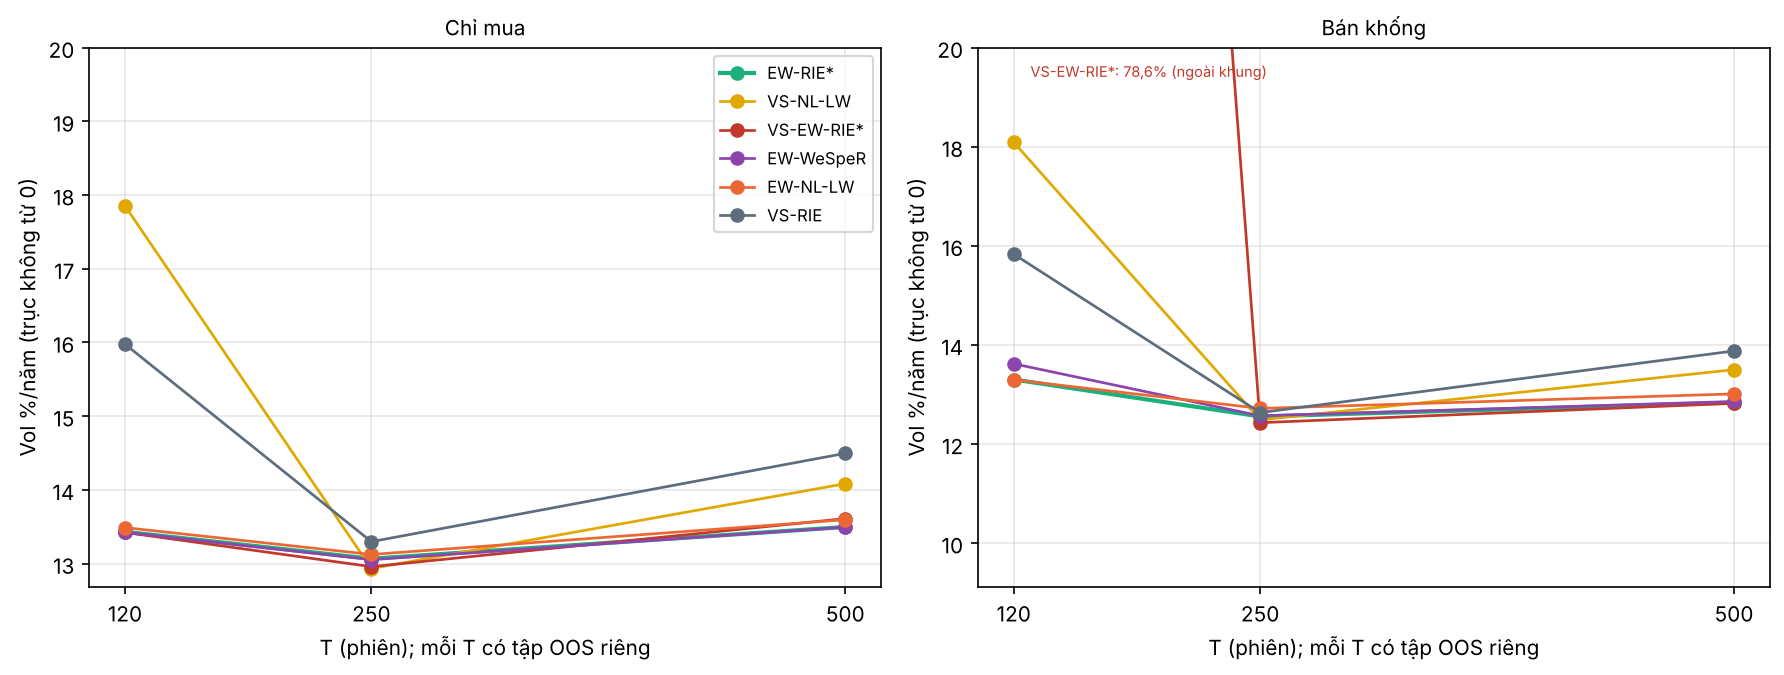 Chỉ mua
20
19
18
17
16
15
14
13
Vol %/năm (trục không từ 0)
EW-RIE*
VS-NL-LW
VS-EW-RIE*
EW-WeSpeR
EW-NL-LW
VS-RIE
120
250
500
T (phiên); mỗi T có tập OOS riêng
Bán khống
20
18
16
14
12
10
Vol %/năm (trục không từ 0)
VS-EW-RIE*: 78,6% (ngoài khung)
120
250
500
T (phiên); mỗi T có tập OOS riêng